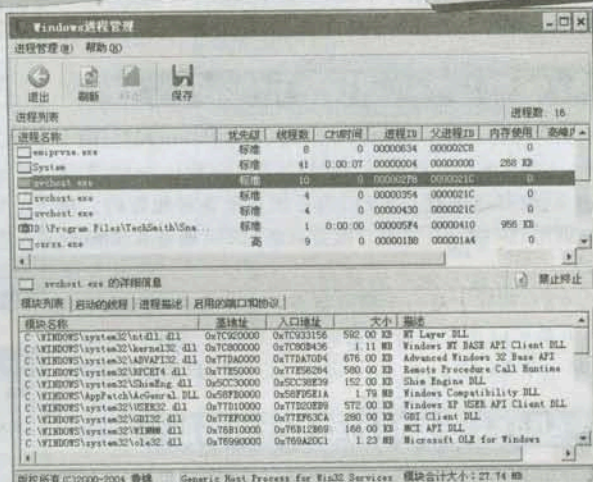 Windows进程管理
进程管理(M) 帮助(X)
退出 刷新 终止 保存
进程列表 进程数: 16
进程名称 优先级 线程数 CPU时间 进程ID 父进程ID 内存使用
wmiprvse.exe 标准 8 0 00000634 000002C8 0
System 标准 41 0:00:07 00000004 00000000 268 KB
svchost.exe 标准 10 0 000002F8 0000021C 0
svchost.exe 标准 4 0 00000354 0000021C 0
svchost.exe 标准 4 0 00000430 0000021C 0
D:\Program Files\TechSmith\Sna... 标准 1 0:00:00 000005F4 00000410 956 KB
csrss.exe 高 9 0 000001B0 000001A4 0
svchost.exe 的详细信息 禁止终止
模块列表 启动的线程 进程描述 启用的端口和协议
模块名称 基地址 入口地址 大小 描述
C:\WINDOWS\system32\ntdll.dll 0x7C920000 0x7C933156 592.00 KB NT Layer DLL
C:\WINDOWS\system32\kernel32.dll 0x7C800000 0x7C80B436 1.11 MB Windows NT BASE API Client DLL
C:\WINDOWS\system32\ADVAPI32.dll 0x77DA0000 0x77DA70D4 676.00 KB Advanced Windows 32 Base API
C:\WINDOWS\system32\RPCRT4.dll 0x77E50000 0x77E56284 580.00 KB Remote Procedure Call Runtime
C:\WINDOWS\system32\ShimEng.dll 0x5CC30000 0x5CC38E39 152.00 KB Shim Engine DLL
C:\WINDOWS\AppPatch\AcGenral.DLL 0x58FB0000 0x58FD5E1A 1.79 MB Windows Compatibility DLL
C:\WINDOWS\system32\USER32.dll 0x77D10000 0x77D20EB9 572.00 KB Windows XP USER API Client DLL
C:\WINDOWS\system32\GDI32.dll 0x77EF0000 0x77EF63CA 280.00 KB GDI Client DLL
C:\WINDOWS\system32\WINMM.dll 0x76B10000 0x76B12B69 168.00 KB MCI API DLL
C:\WINDOWS\system32\ole32.dll 0x76990000 0x769A20C1 1.23 MB Microsoft OLE for Windows
版权所有(C)2000-2004 Generic Host Process for Win32 Services 模块合计大小:27.74 MB